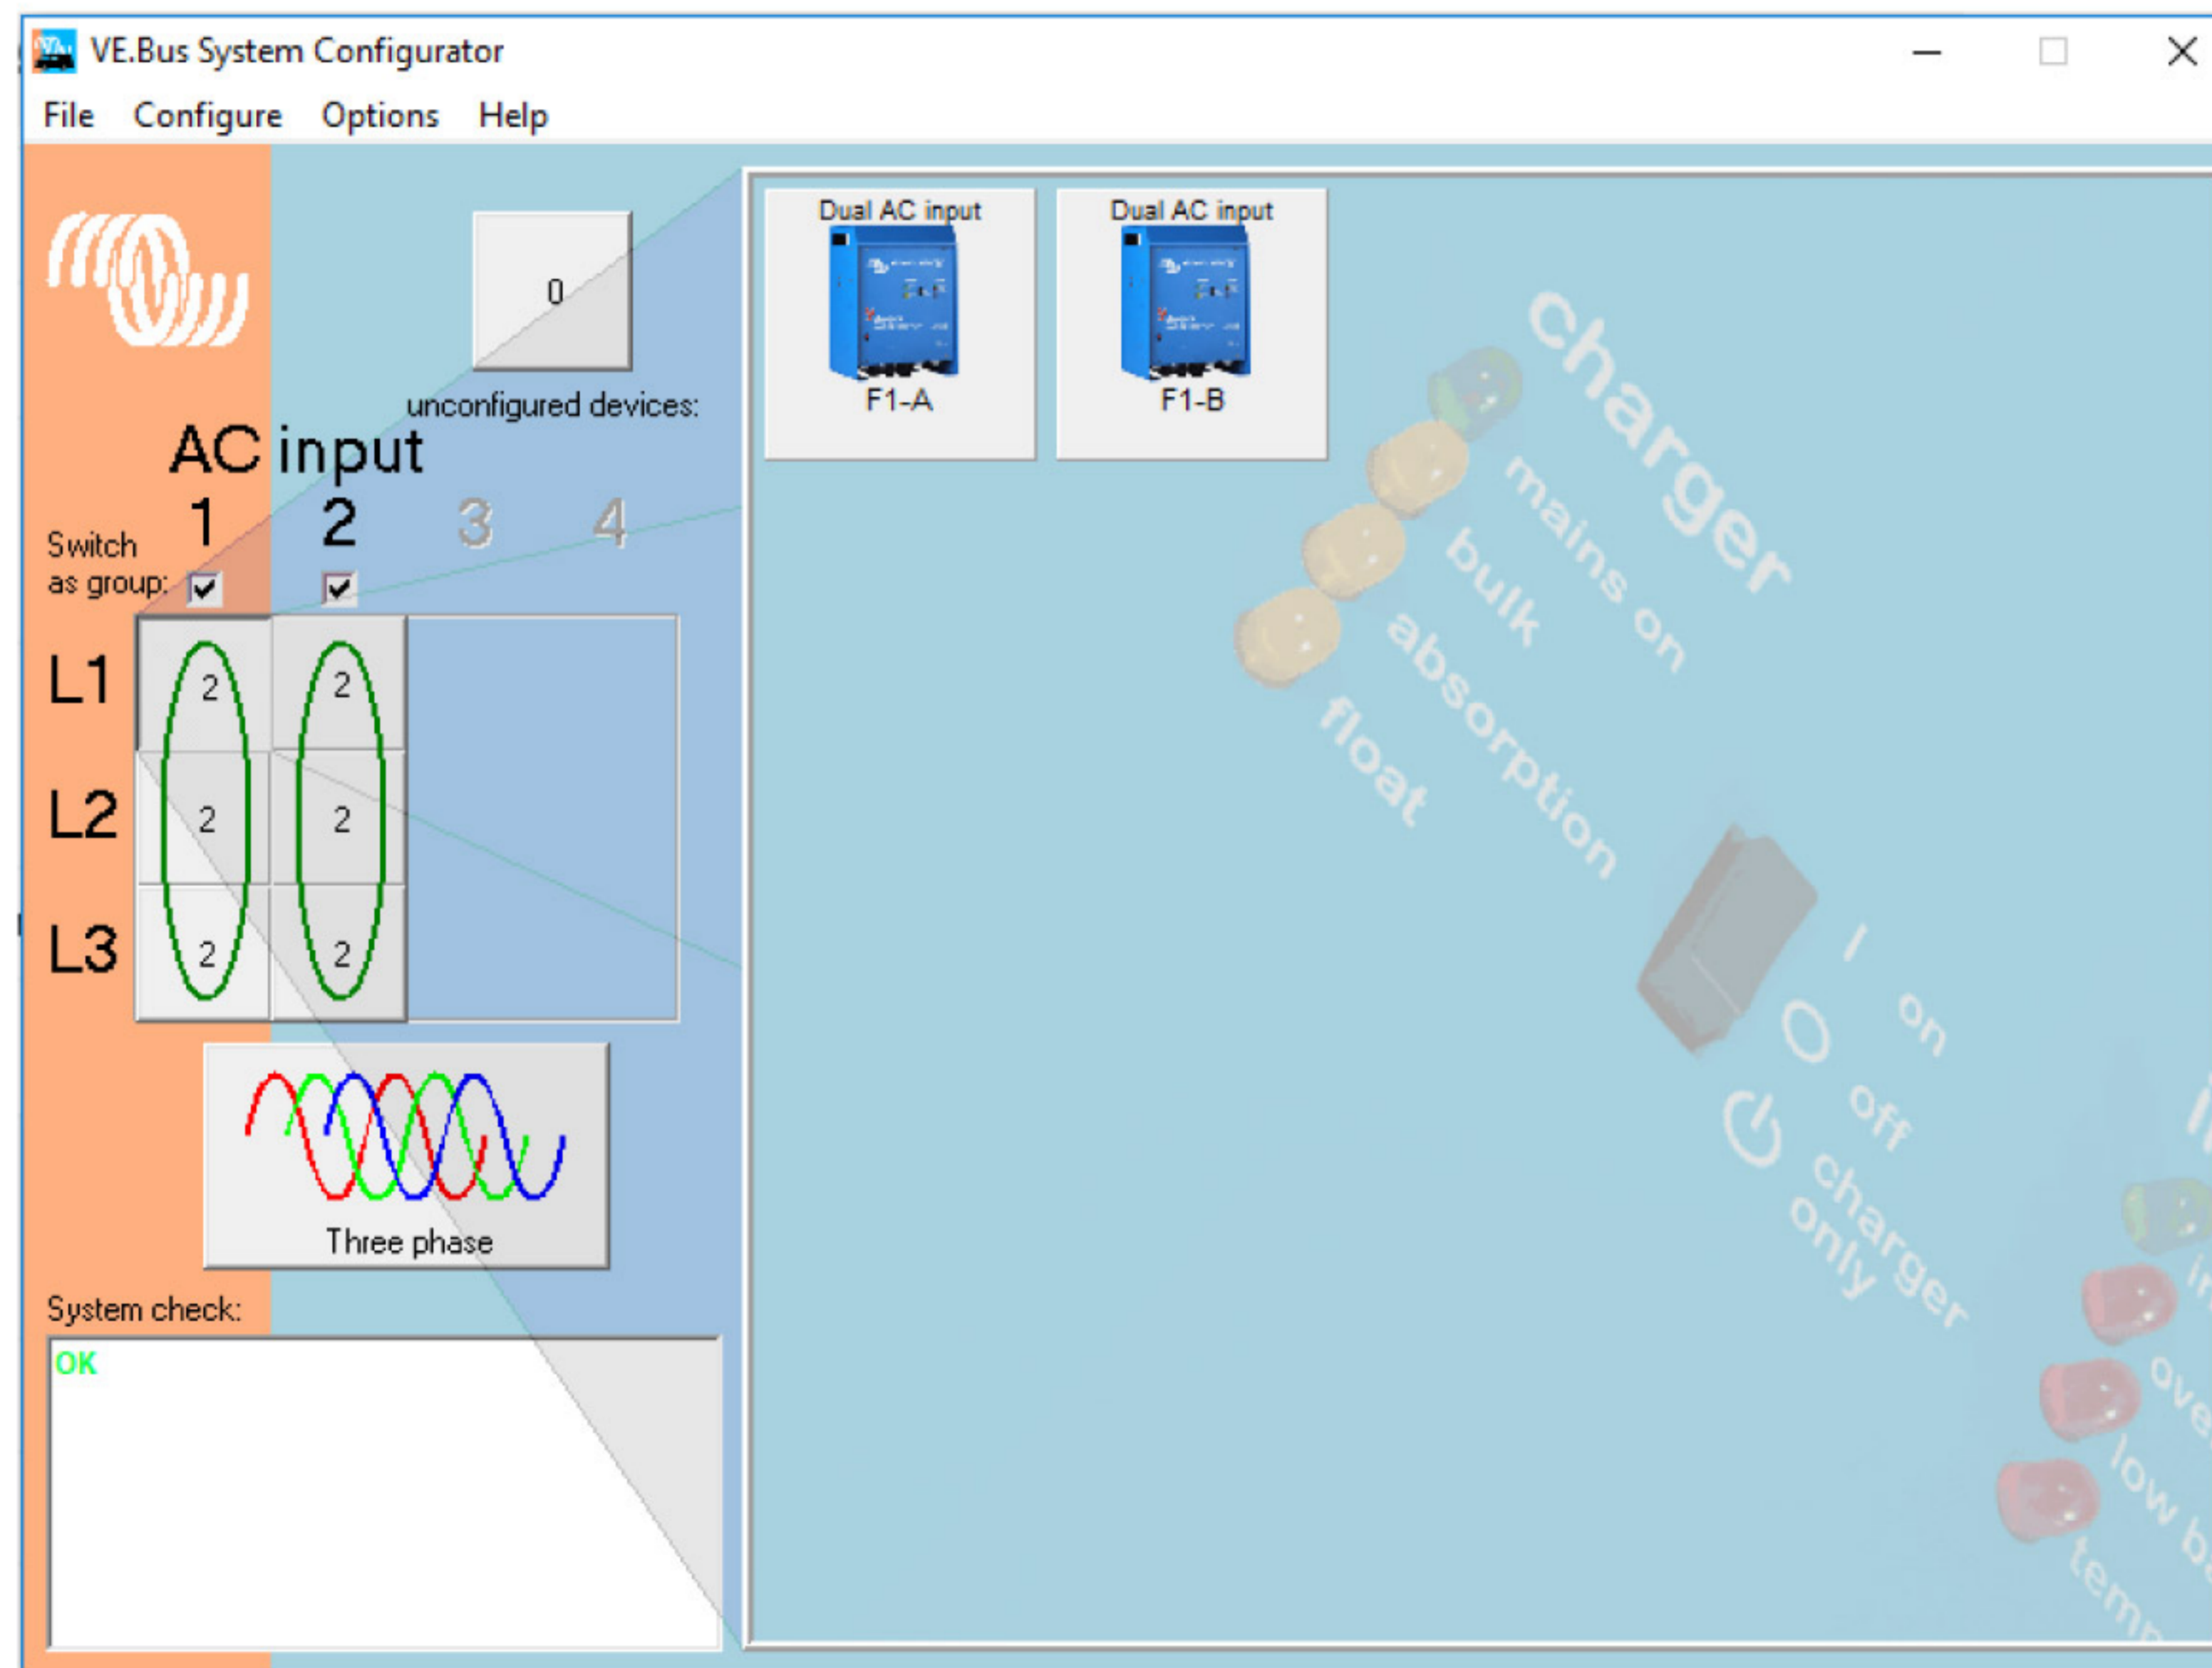 VE.Bus System Configurator
File Configure Options Help
0
unconfigured devices:
AC input
1 2 3 4
Switch
as group:
L1 2 2
L2 2 2
L3 2 2
Three phase
System check:
OK
Dual AC input
F1-A
Dual AC input
F1-B
charger
mains on
bulk
absorption
float
I on
O off
charger
only
temp